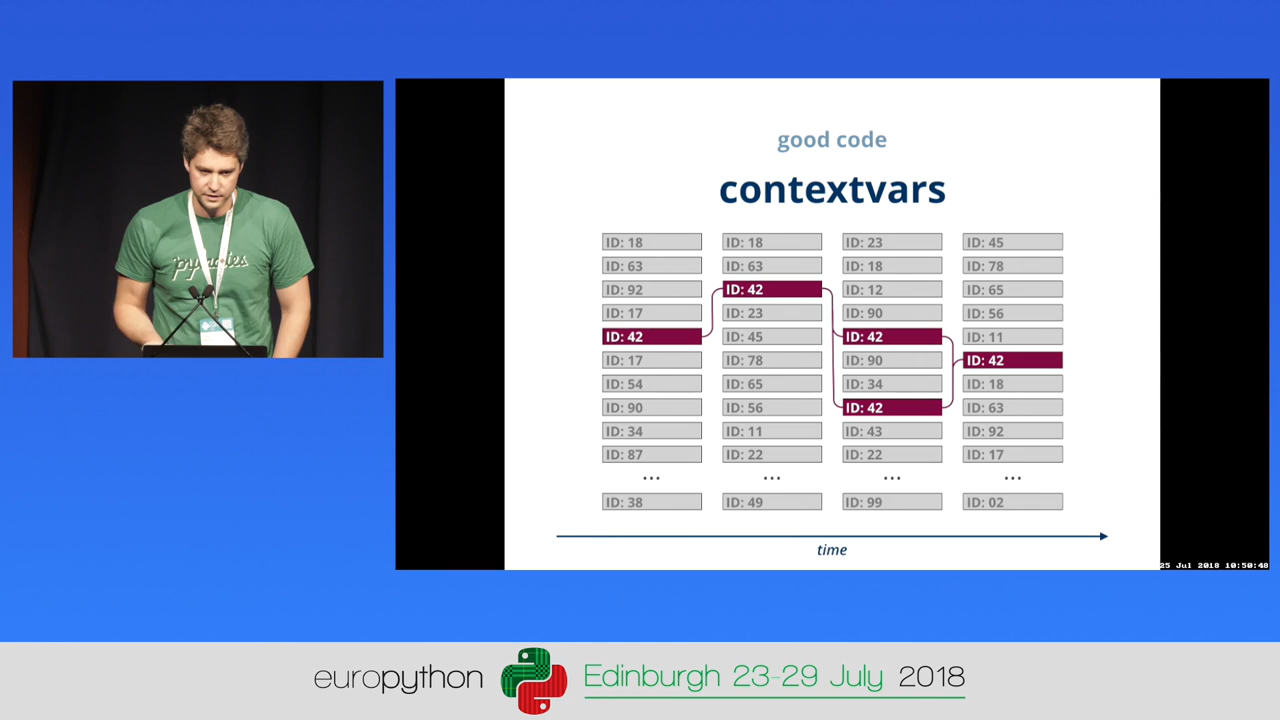 good code
contextvars
ID: 18 ID: 18 ID: 23 ID: 45
ID: 63 ID: 63 ID: 18 ID: 78
ID: 92 ID: 42 ID: 12 ID: 65
ID: 17 ID: 23 ID: 90 ID: 56
ID: 42 ID: 45 ID: 42 ID: 11
ID: 17 ID: 78 ID: 90 ID: 42
ID: 54 ID: 65 ID: 34 ID: 18
ID: 90 ID: 56 ID: 42 ID: 63
ID: 34 ID: 11 ID: 43 ID: 92
ID: 87 ID: 22 ID: 22 ID: 17
... ... ... ...
ID: 38 ID: 49 ID: 99 ID: 02
time
pyladies
25 Jul 2018 10:50:48
europython Edinburgh 23-29 July 2018